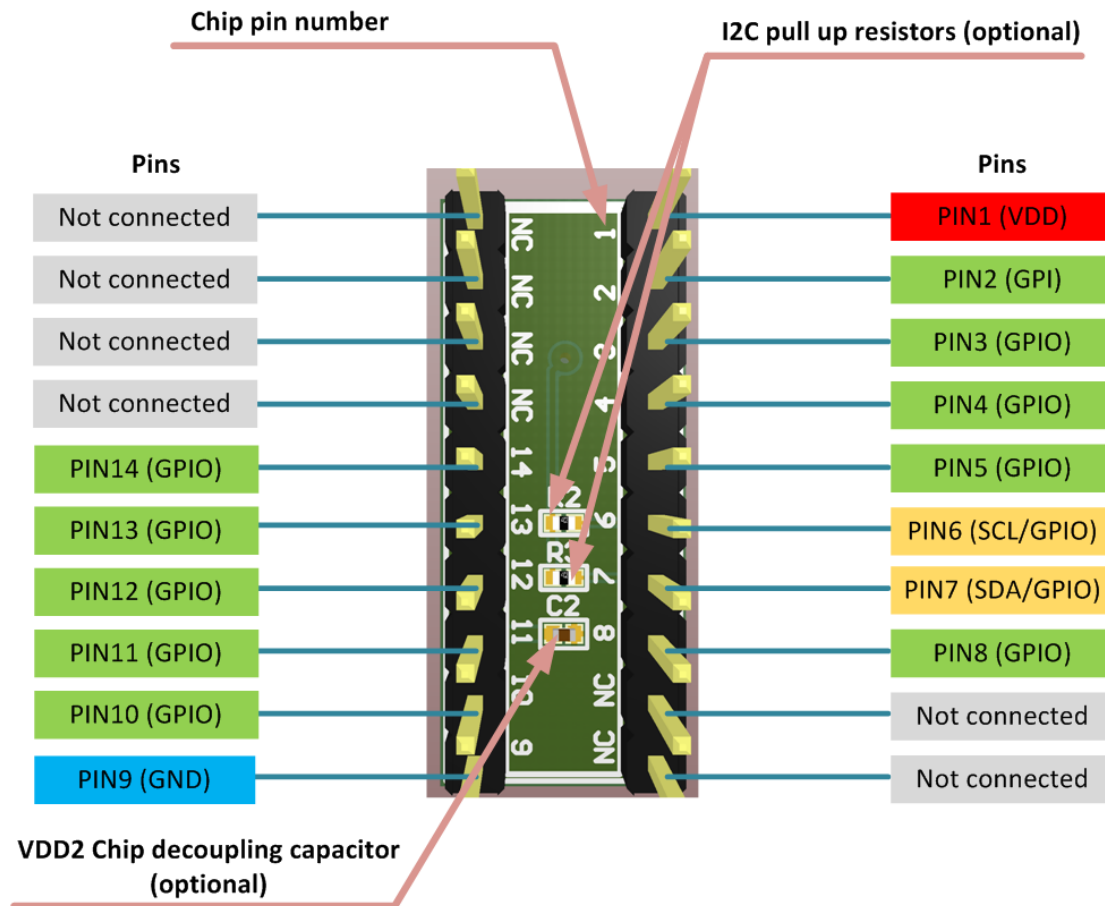 Chip pin number
I2C pull up resistors (optional)
Pins
Not connected
Not connected
Not connected
Not connected
PIN14 (GPIO)
PIN13 (GPIO)
PIN12 (GPIO)
PIN11 (GPIO)
PIN10 (GPIO)
PIN9 (GND)
NC
NC
NC
NC
14
13
12
11
10
9
R2
R3
C2
1
2
3
4
5
6
7
8
NC
NC
Pins
PIN1 (VDD)
PIN2 (GPI)
PIN3 (GPIO)
PIN4 (GPIO)
PIN5 (GPIO)
PIN6 (SCL/GPIO)
PIN7 (SDA/GPIO)
PIN8 (GPIO)
Not connected
Not connected
VDD2 Chip decoupling capacitor
(optional)